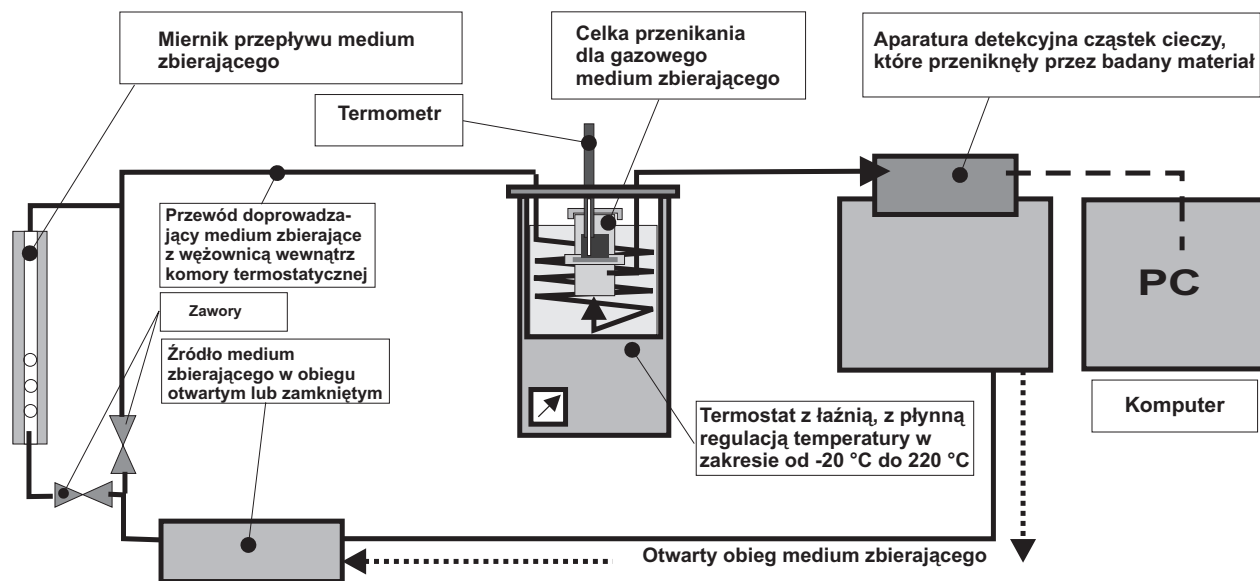 Miernik przepływu medium
zbierającego
Celka przenikania
dla gazowego
medium zbierającego
Aparatura detekcyjna cząstek cieczy,
które przeniknęły przez badany materiał
Termometr
Przewód doprowadza-
jący medium zbierające
z wężownicą wewnątrz
komory termostatycznej
Zawory
Źródło medium
zbierającego w obiegu
otwartym lub zamkniętym
PC
Komputer
Termostat z łaźnią, z płynną
regulacją temperatury w
zakresie od -20 °C do 220 °C
Otwarty obieg medium zbierającego